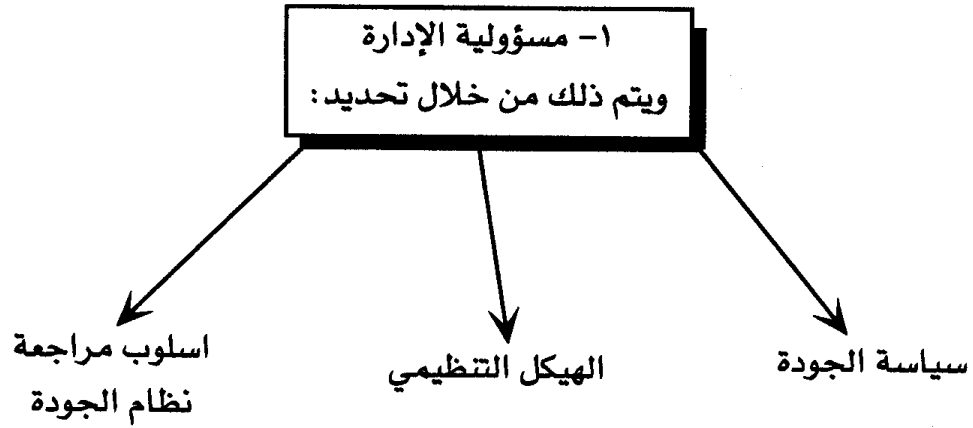 ١- مسؤولية الإدارة
ويتم ذلك من خلال تحديد:
سياسة الجودة
الهيكل التنظيمي
اسلوب مراجعة
نظام الجودة